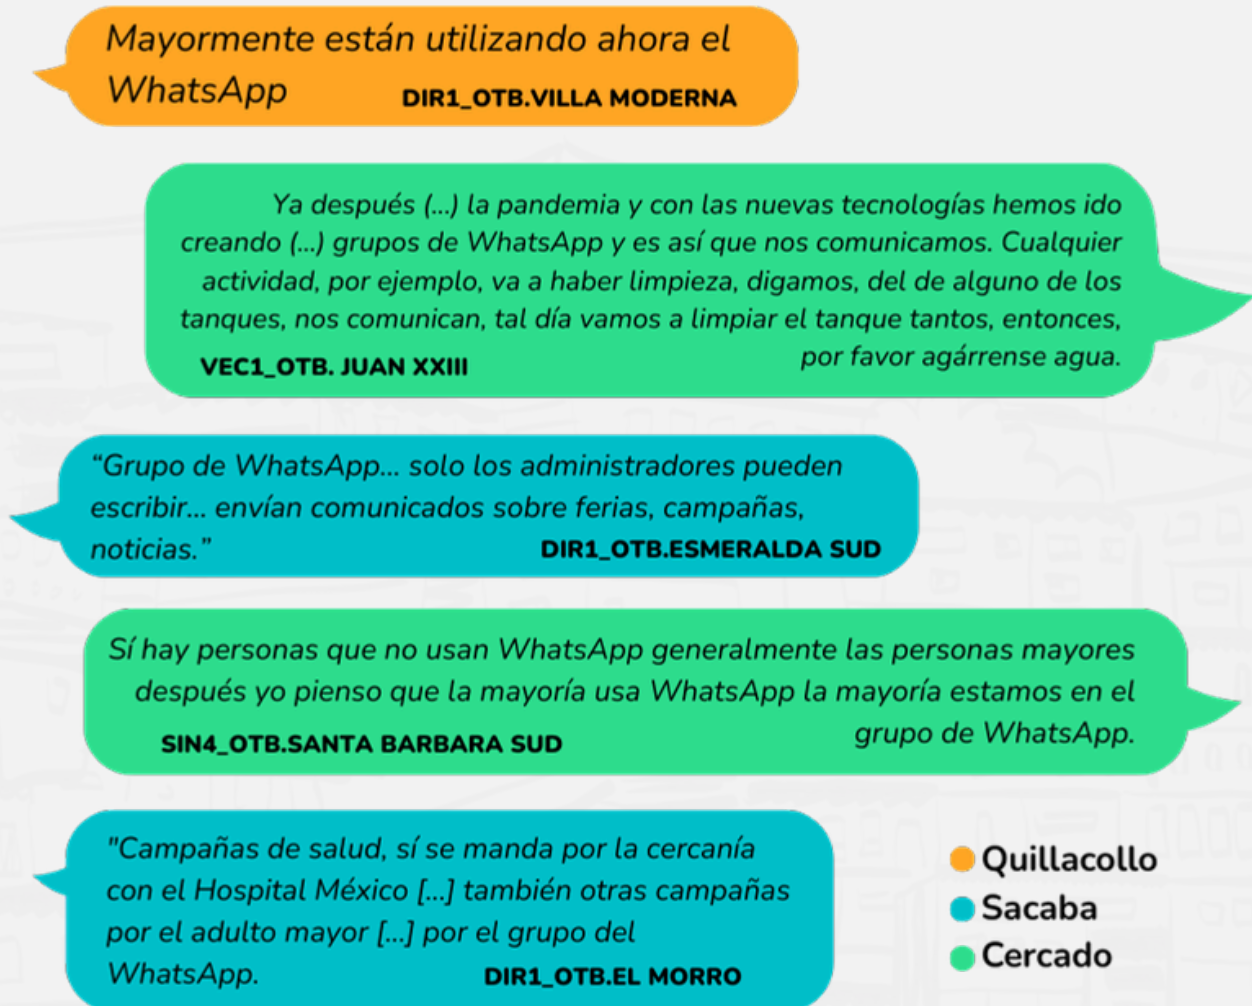 Mayormente están utilizando ahora el
WhatsApp DIR1_OTB.VILLA MODERNA
Ya después (...) la pandemia y con las nuevas tecnologías hemos ido
creando (...) grupos de WhatsApp y es así que nos comunicamos. Cualquier
actividad, por ejemplo, va a haber limpieza, digamos, del de alguno de los
tanques, nos comunican, tal día vamos a limpiar el tanque tantos, entonces,
por favor agárrense agua.
VEC1_OTB. JUAN XXIII
“Grupo de WhatsApp... solo los administradores pueden
escribir... envían comunicados sobre ferias, campañas,
noticias.” DIR1_OTB.ESMERALDA SUD
Sí hay personas que no usan WhatsApp generalmente las personas mayores
después yo pienso que la mayoría usa WhatsApp la mayoría estamos en el
grupo de WhatsApp.
SIN4_OTB.SANTA BARBARA SUD
"Campañas de salud, sí se manda por la cercanía
con el Hospital México [...] también otras campañas
por el adulto mayor [...] por el grupo del
WhatsApp. DIR1_OTB.EL MORRO
Quillacollo
Sacaba
Cercado